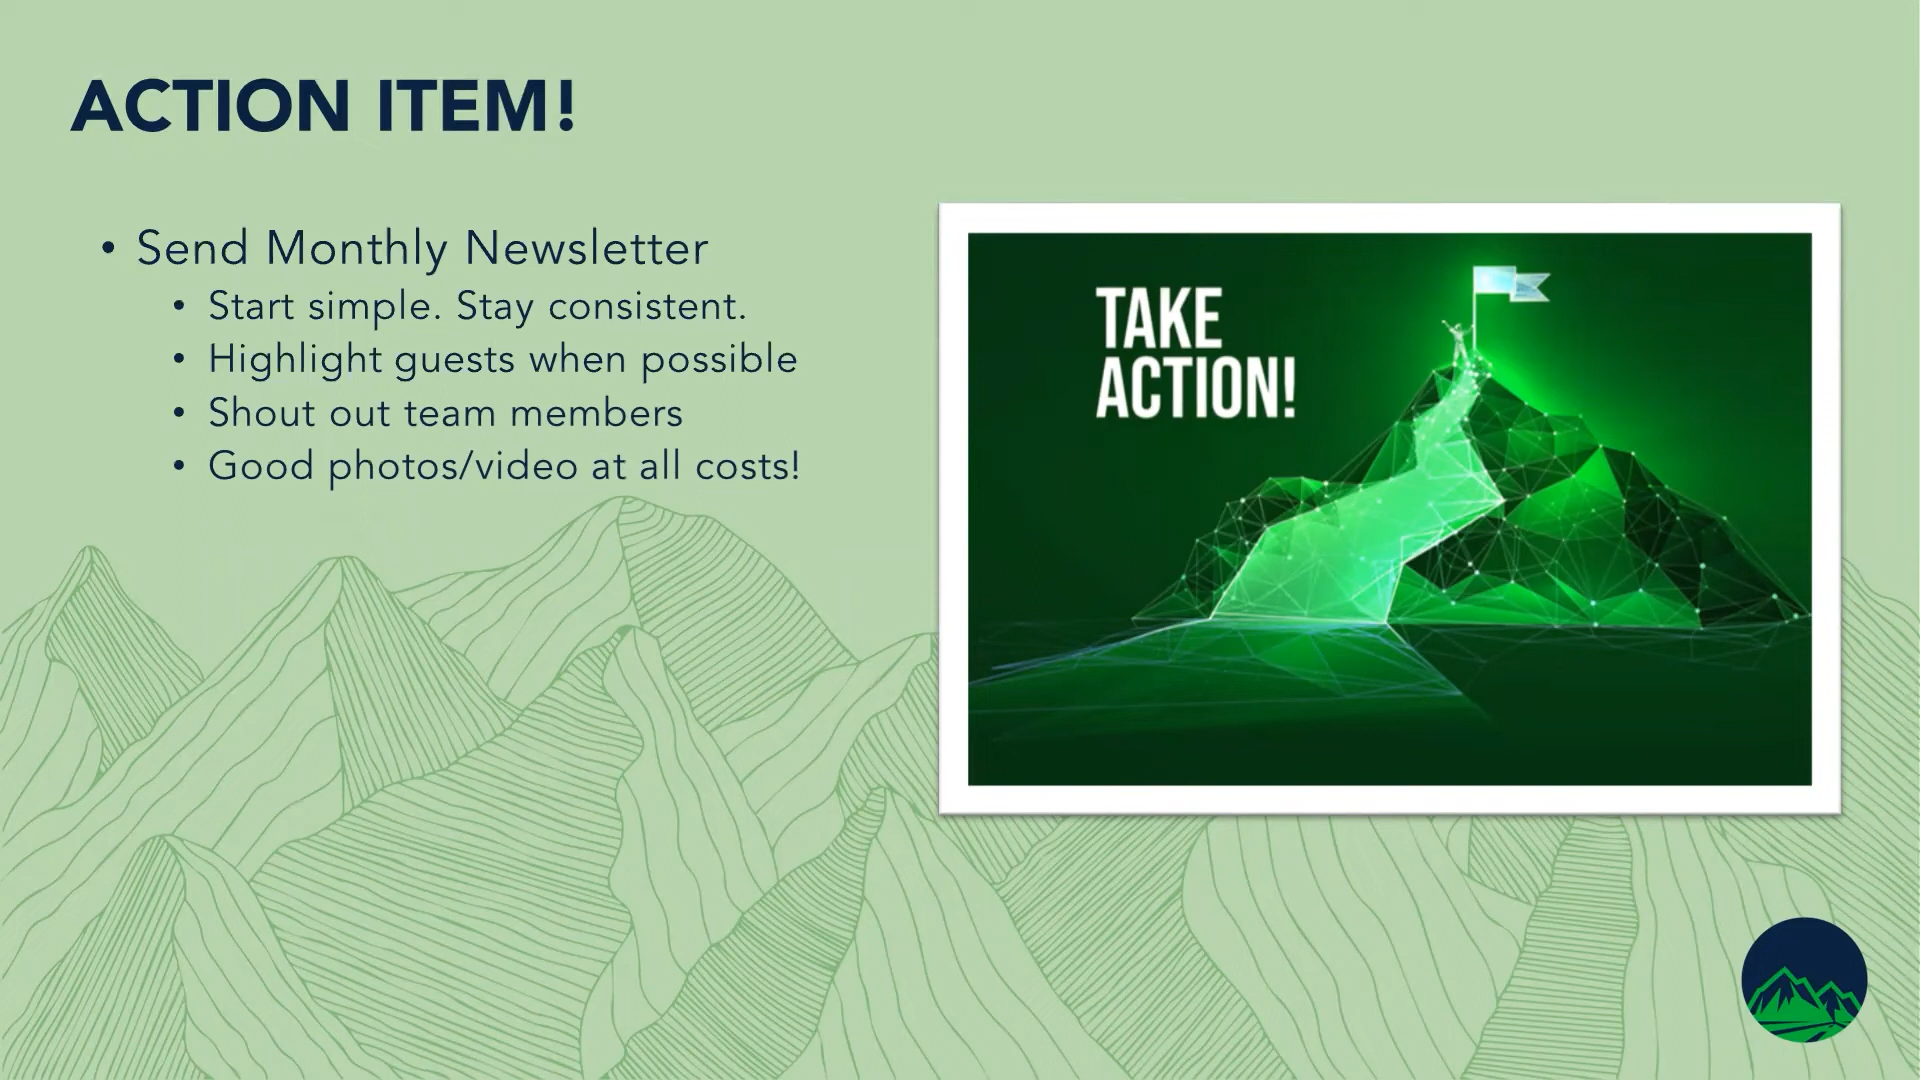 ACTION ITEM!
• Send Monthly Newsletter
• Start simple. Stay consistent.
• Highlight guests when possible
• Shout out team members
• Good photos/video at all costs!
TAKE
ACTION!